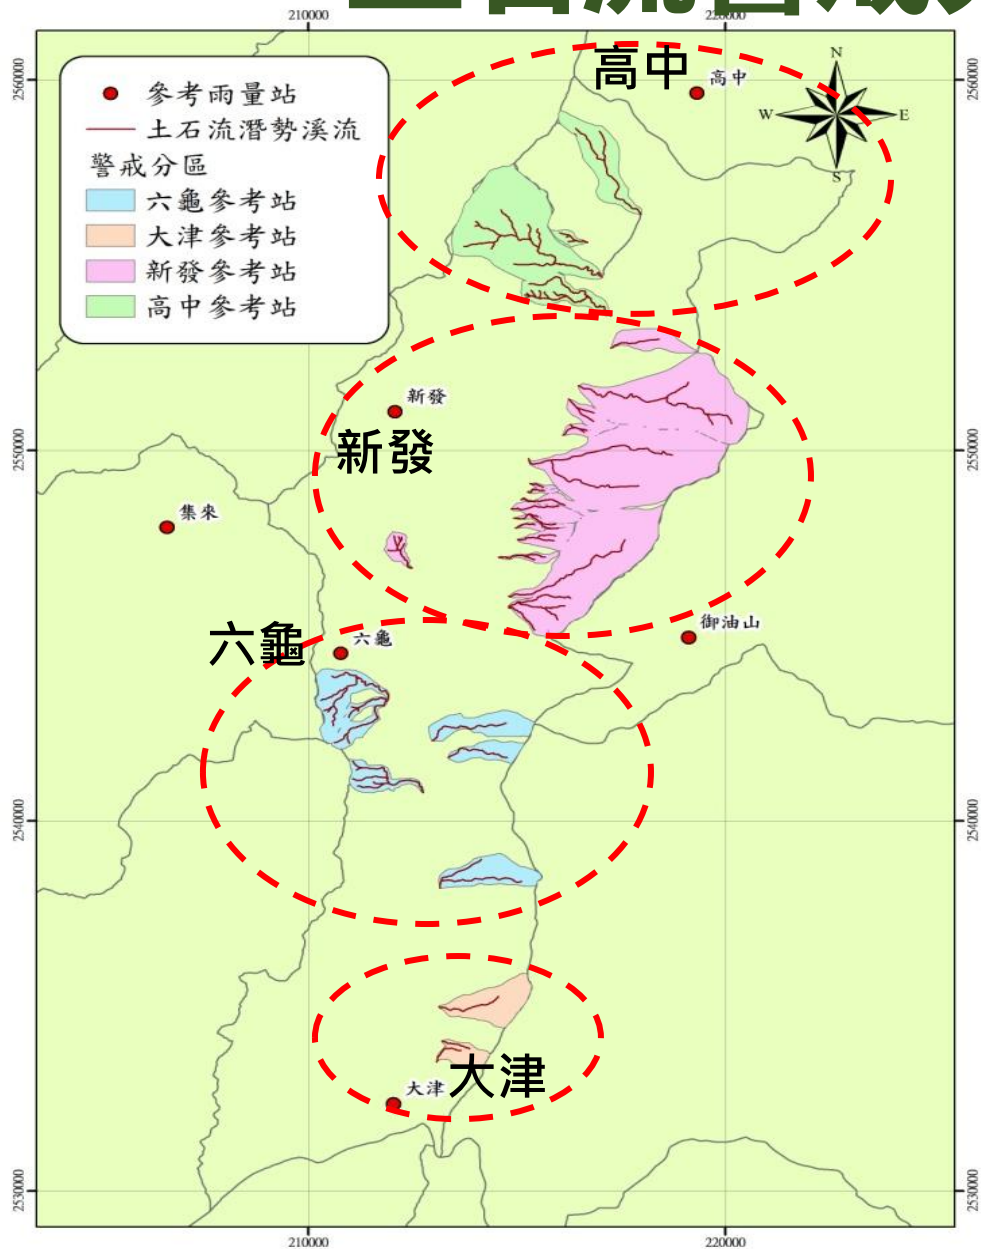 210000
220000
2560000
2560000
高中
高中
N
W
E
S
參考雨量站
土石流潛勢溪流
警戒分區
六龜參考站
大津參考站
新發參考站
高中參考站
新發
新發
2550000
2550000
集來
六龜
六龜
御油山
2540000
2540000
大津
大津
2530000
2530000
210000
220000